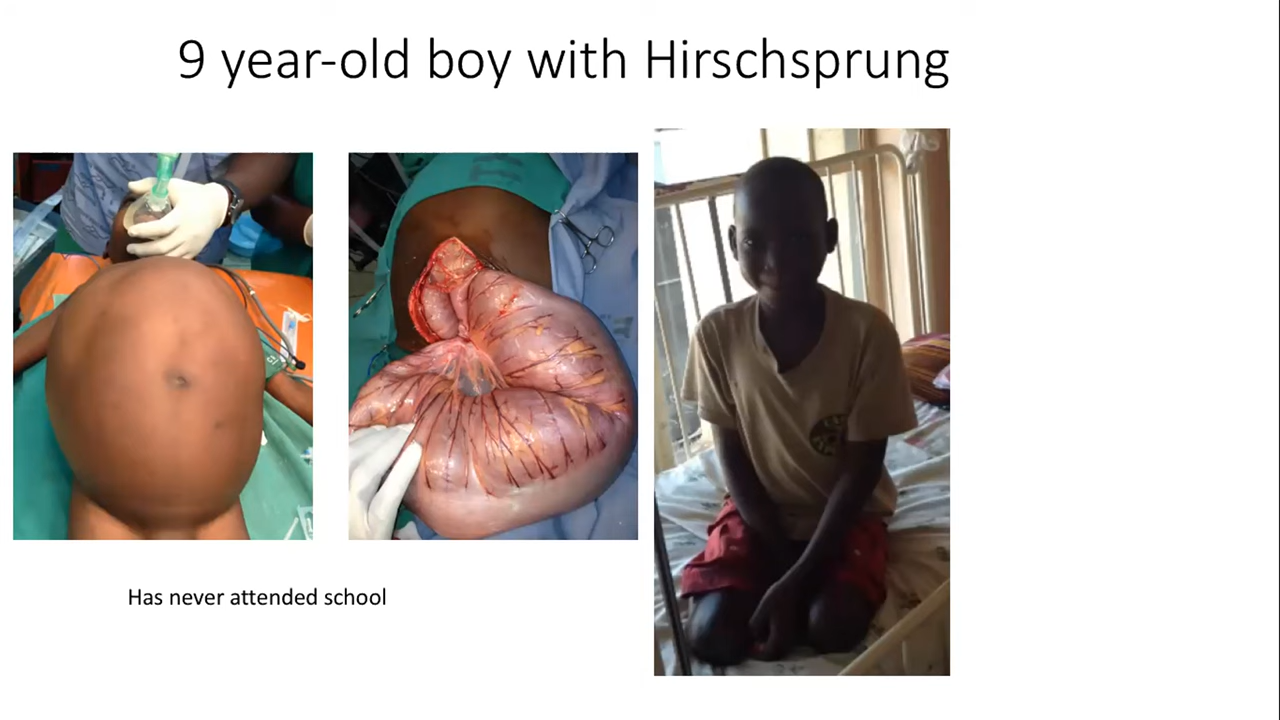 9 year-old boy with Hirschsprung
Has never attended school